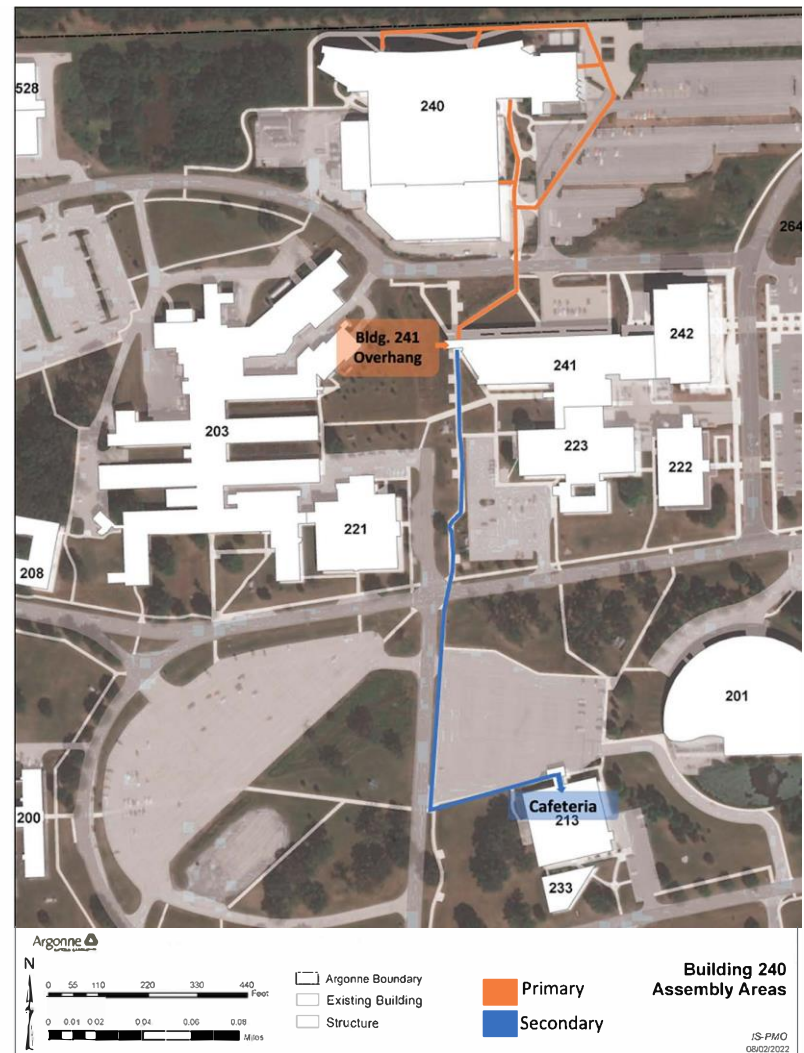 528
240
264
Bldg. 241
Overhang
242
241
203
223
222
221
208
201
200
Cafeteria
213
233
Argonne
N
0 55 110 220 330 440
Foot
0 0.01 0.02 0.04 0.06 0.08
Miles
Argonne Boundary
Existing Building
Structure
Primary
Secondary
Building 240
Assembly Areas
IS-PMO
08/02/2022